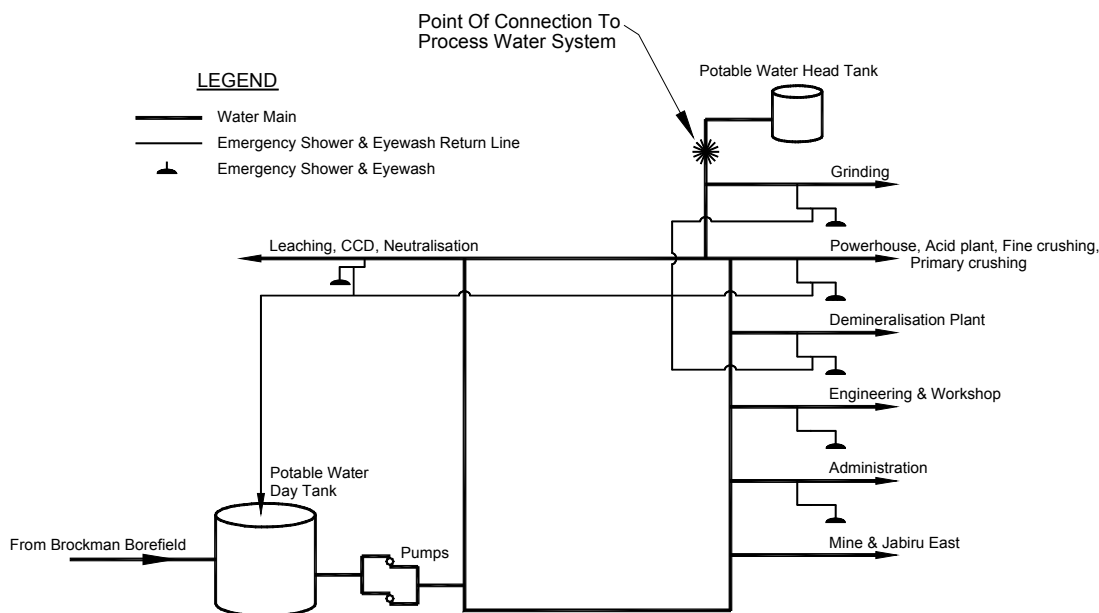 Point Of Connection To
Process Water System
Potable Water Head Tank
LEGEND
Water Main
Emergency Shower & Eyewash Return Line
Emergency Shower & Eyewash
Grinding
Leaching, CCD, Neutralisation
Powerhouse, Acid plant, Fine crushing,
Primary crushing
Demineralisation Plant
Engineering & Workshop
Potable Water
Day Tank
Administration
From Brockman Borefield
Pumps
Mine & Jabiru East